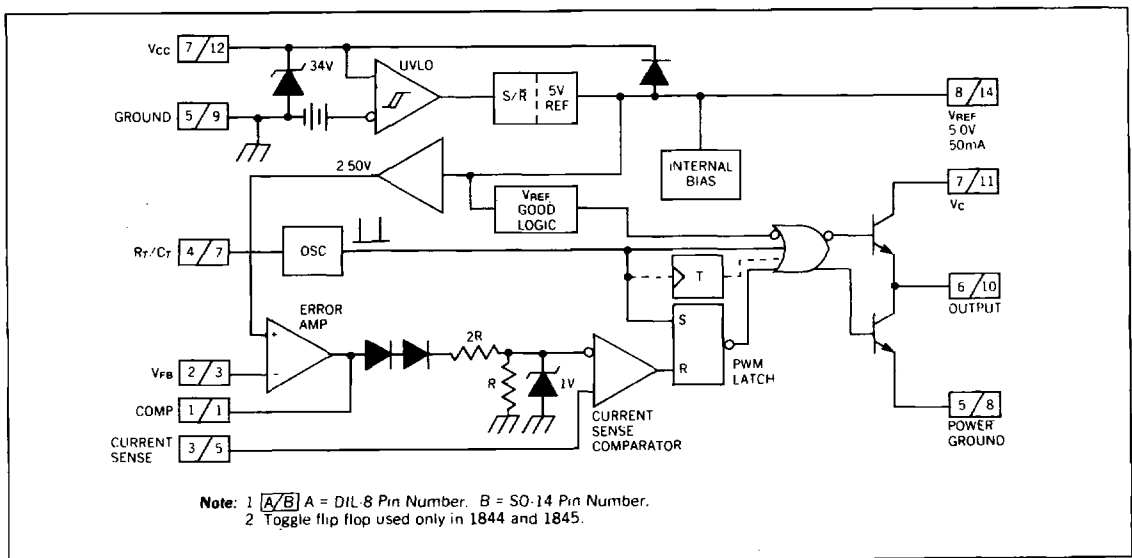 Vcc 7/12
34V
UVLO
S/R̅ 5V REF
GROUND 5/9
8/14
VREF
5 0V
50mA
2 50V
INTERNAL BIAS
VREF GOOD LOGIC
7/11
Vc
RT/CT 4/7
OSC
T
6/10
OUTPUT
ERROR AMP
+
−
2R
S
R
PWM LATCH
VFB 2/3
R
1V
COMP 1/1
CURRENT SENSE 3/5
CURRENT SENSE COMPARATOR
5/8
POWER GROUND
Note: 1 A/B A = DIL-8 Pin Number. B = SO-14 Pin Number.
2 Toggle flip flop used only in 1844 and 1845.